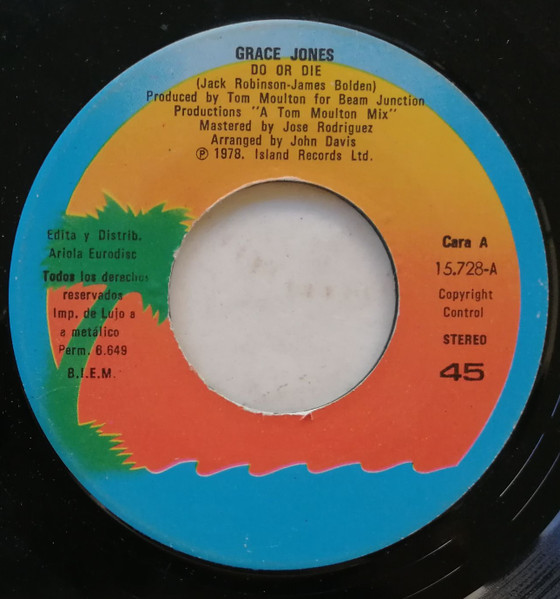 GRACE JONES
DO OR DIE
(Jack Robinson-James Bolden)
Produced by Tom Moulton for Beam Junction
Productions "A Tom Moulton Mix"
Mastered by Jose Rodriguez
Arranged by John Davis
℗ 1978. Island Records Ltd.
Edita y Distrib.
Ariola Eurodisc
Todos los derechos
reservados
Imp. de Lujo a
a metálico
Perm. 6.649
B.I.E.M.
Cara A
15.728-A
Copyright
Control
STEREO
45